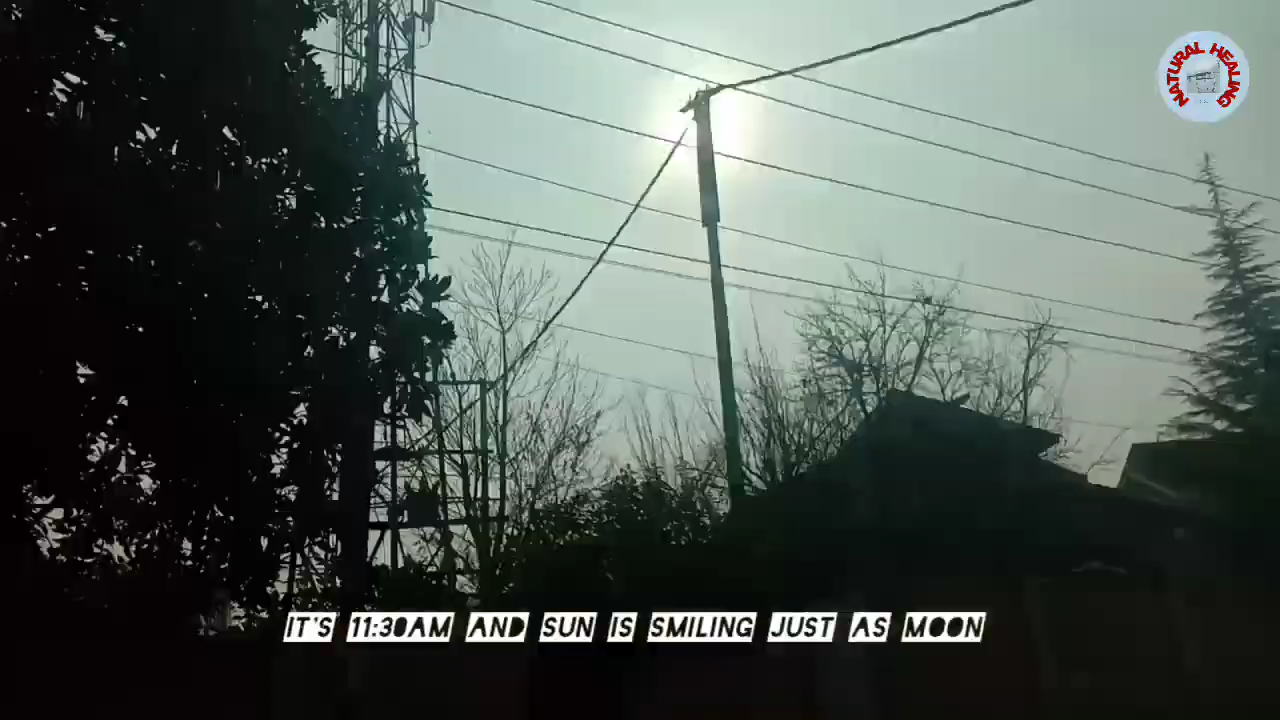 NATURAL HEALING
IT'S 11:30AM AND SUN IS SMILING JUST AS MOON